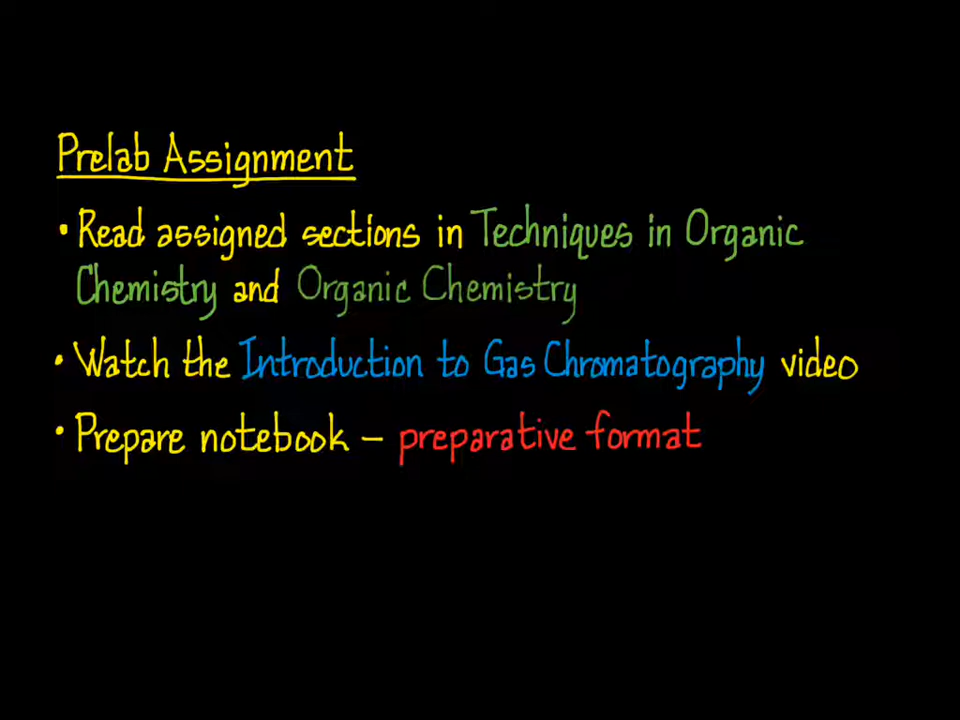 Prelab Assignment
• Read assigned sections in Techniques in Organic
Chemistry and Organic Chemistry
• Watch the Introduction to Gas Chromatography video
• Prepare notebook – preparative format